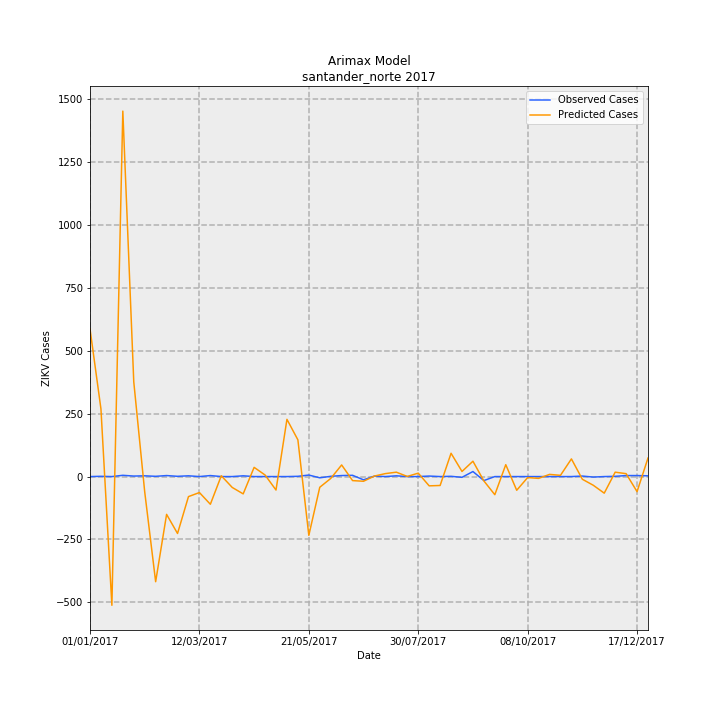 Arimax Model
santander_norte 2017
Observed Cases
Predicted Cases
1500
1250
1000
750
500
250
0
−250
−500
ZIKV Cases
01/01/2017
12/03/2017
21/05/2017
30/07/2017
08/10/2017
17/12/2017
Date